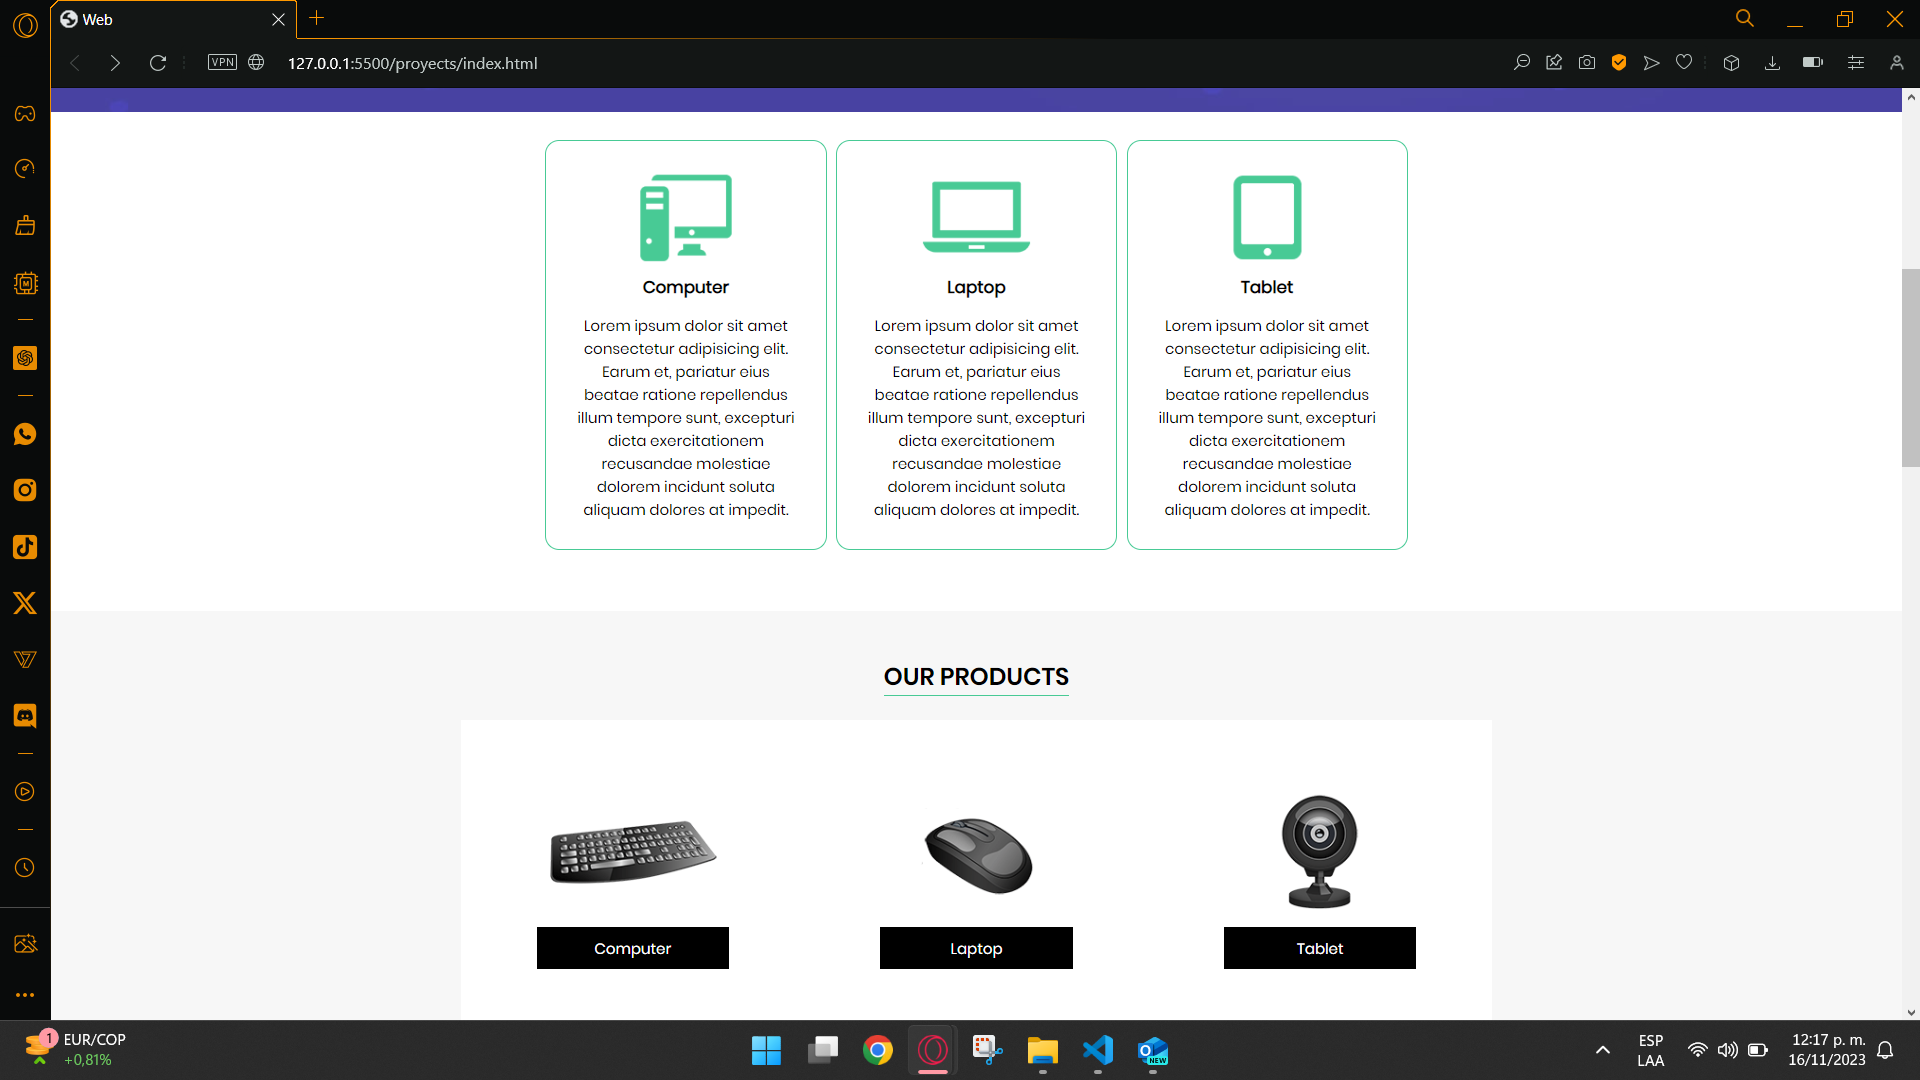 Web
VPN
127.0.0.1:5500/proyects/index.html
M
Computer
Lorem ipsum dolor sit amet
consectetur adipisicing elit.
Earum et, pariatur eius
beatae ratione repellendus
illum tempore sunt, excepturi
dicta exercitationem
recusandae molestiae
dolorem incidunt soluta
aliquam dolores at impedit.
Laptop
Lorem ipsum dolor sit amet
consectetur adipisicing elit.
Earum et, pariatur eius
beatae ratione repellendus
illum tempore sunt, excepturi
dicta exercitationem
recusandae molestiae
dolorem incidunt soluta
aliquam dolores at impedit.
Tablet
Lorem ipsum dolor sit amet
consectetur adipisicing elit.
Earum et, pariatur eius
beatae ratione repellendus
illum tempore sunt, excepturi
dicta exercitationem
recusandae molestiae
dolorem incidunt soluta
aliquam dolores at impedit.
OUR PRODUCTS
Computer
Laptop
Tablet
1
EUR/COP
+0,81%
NEW
ESP
LAA
12:17 p. m.
16/11/2023